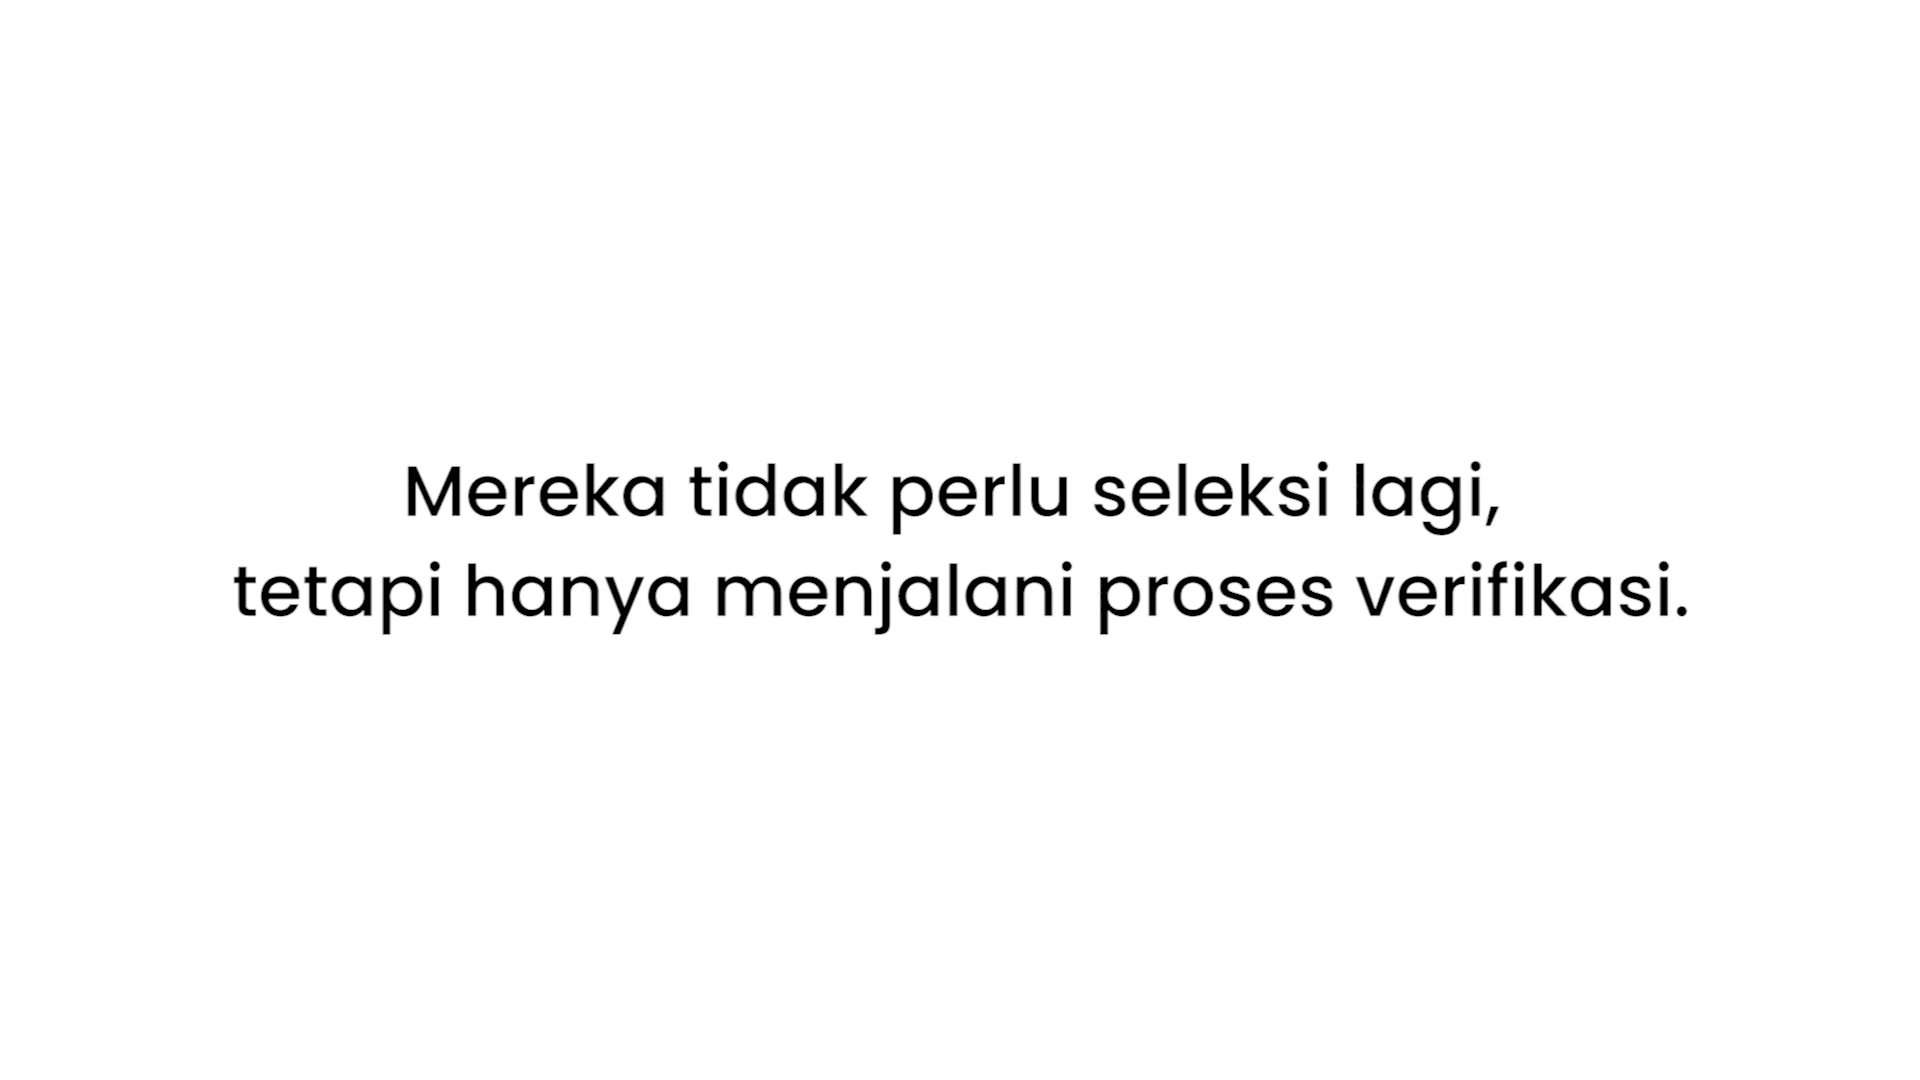 Mereka tidak perlu seleksi lagi,
tetapi hanya menjalani proses verifikasi.